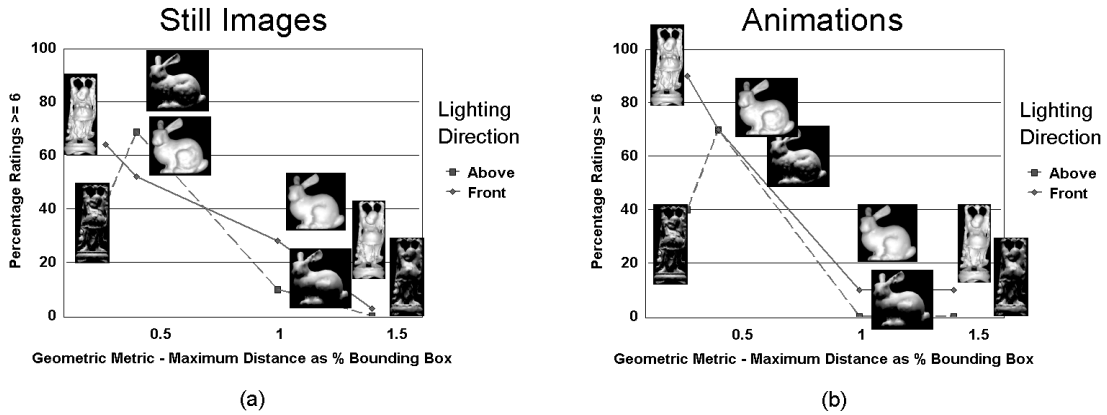 Still Images
Percentage Ratings >= 6
100
80
60
40
20
0
0.5
1
1.5
Geometric Metric - Maximum Distance as % Bounding Box
Lighting
Direction
Above
Front
(a)
Animations
Percentage Ratings >= 6
100
80
60
40
20
0
0.5
1
1.5
Geometric Metric - Maximum Distance as % Bounding Box
Lighting
Direction
Above
Front
(b)